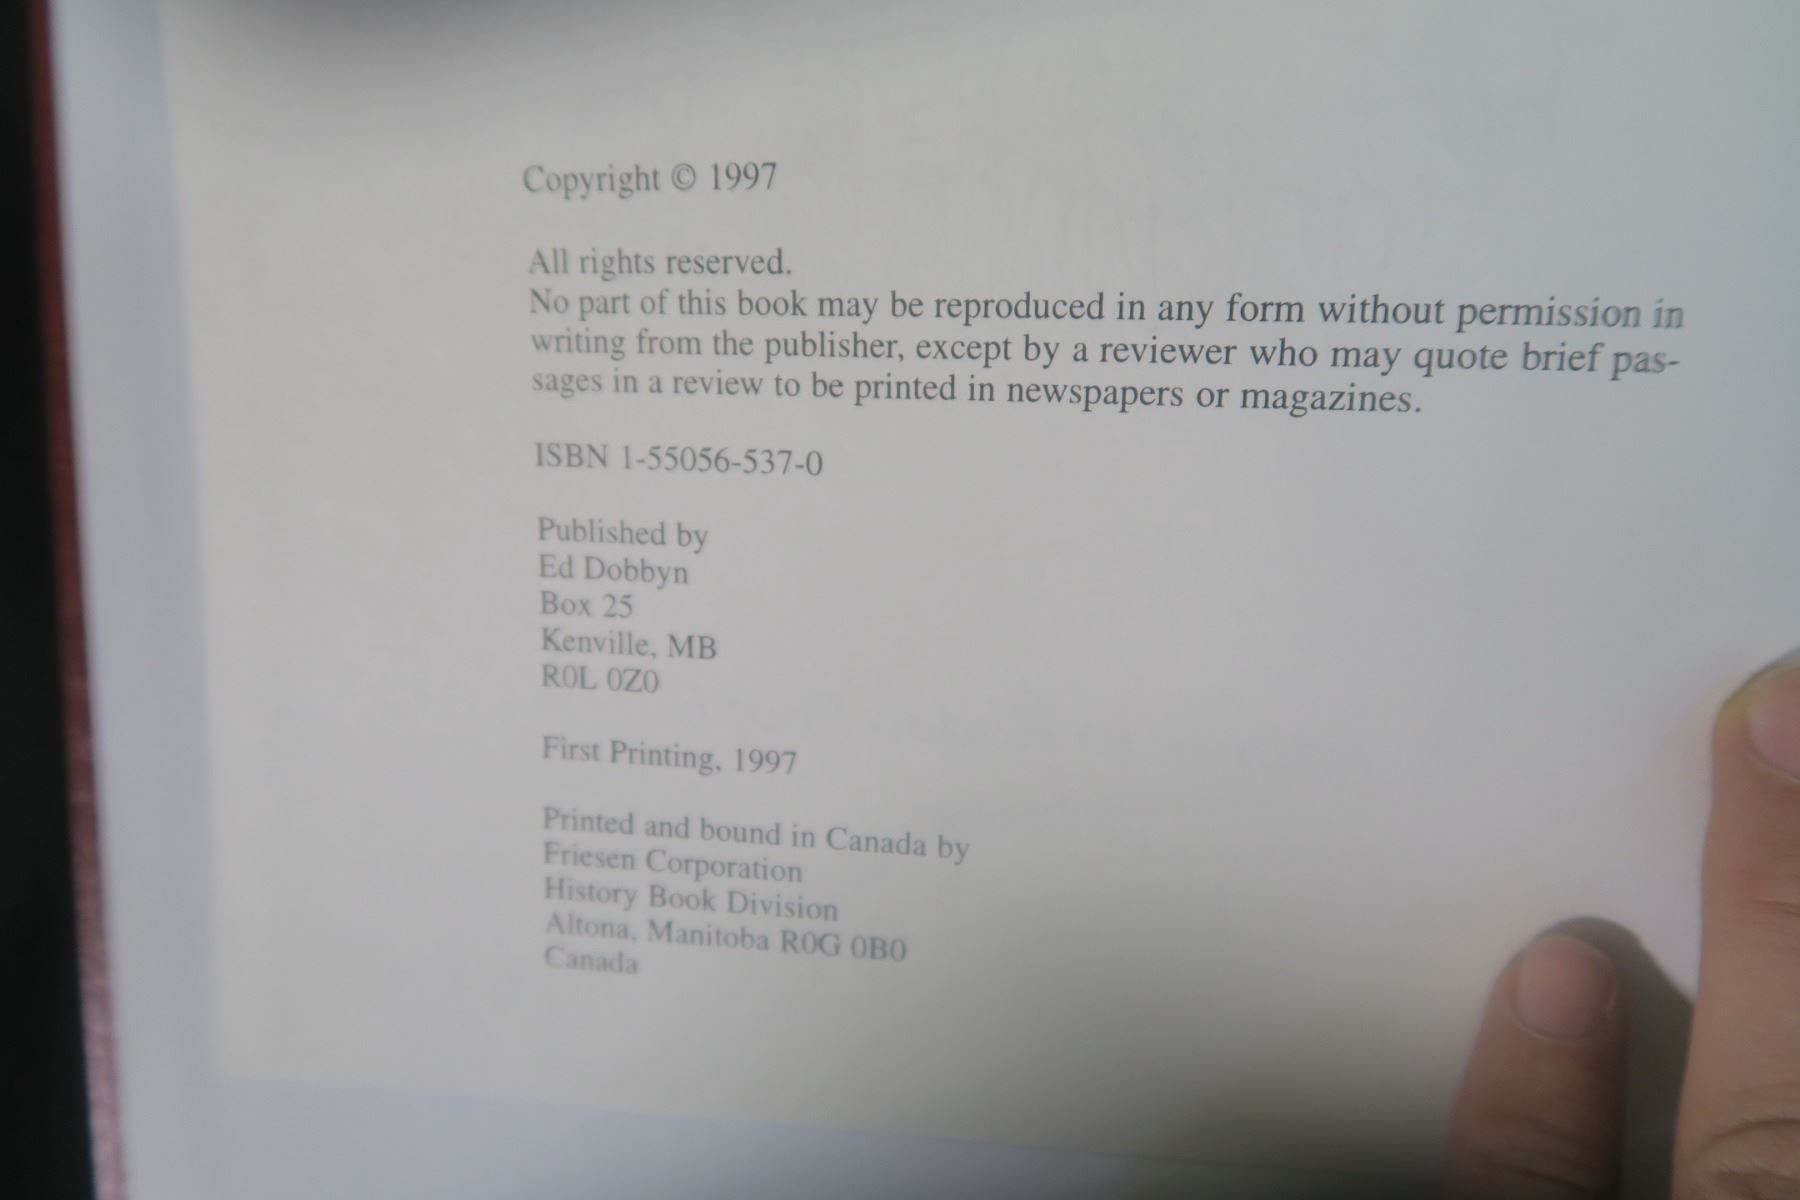 Copyright © 1997
All rights reserved.
No part of this book may be reproduced in any form without permission in
writing from the publisher, except by a reviewer who may quote brief pas-
sages in a review to be printed in newspapers or magazines.
ISBN 1-55056-537-0
Published by
Ed Dobbyn
Box 25
Kenville, MB
R0L 0Z0
First Printing, 1997
Printed and bound in Canada by
Friesen Corporation
History Book Division
Altona, Manitoba R0G 0B0
Canada